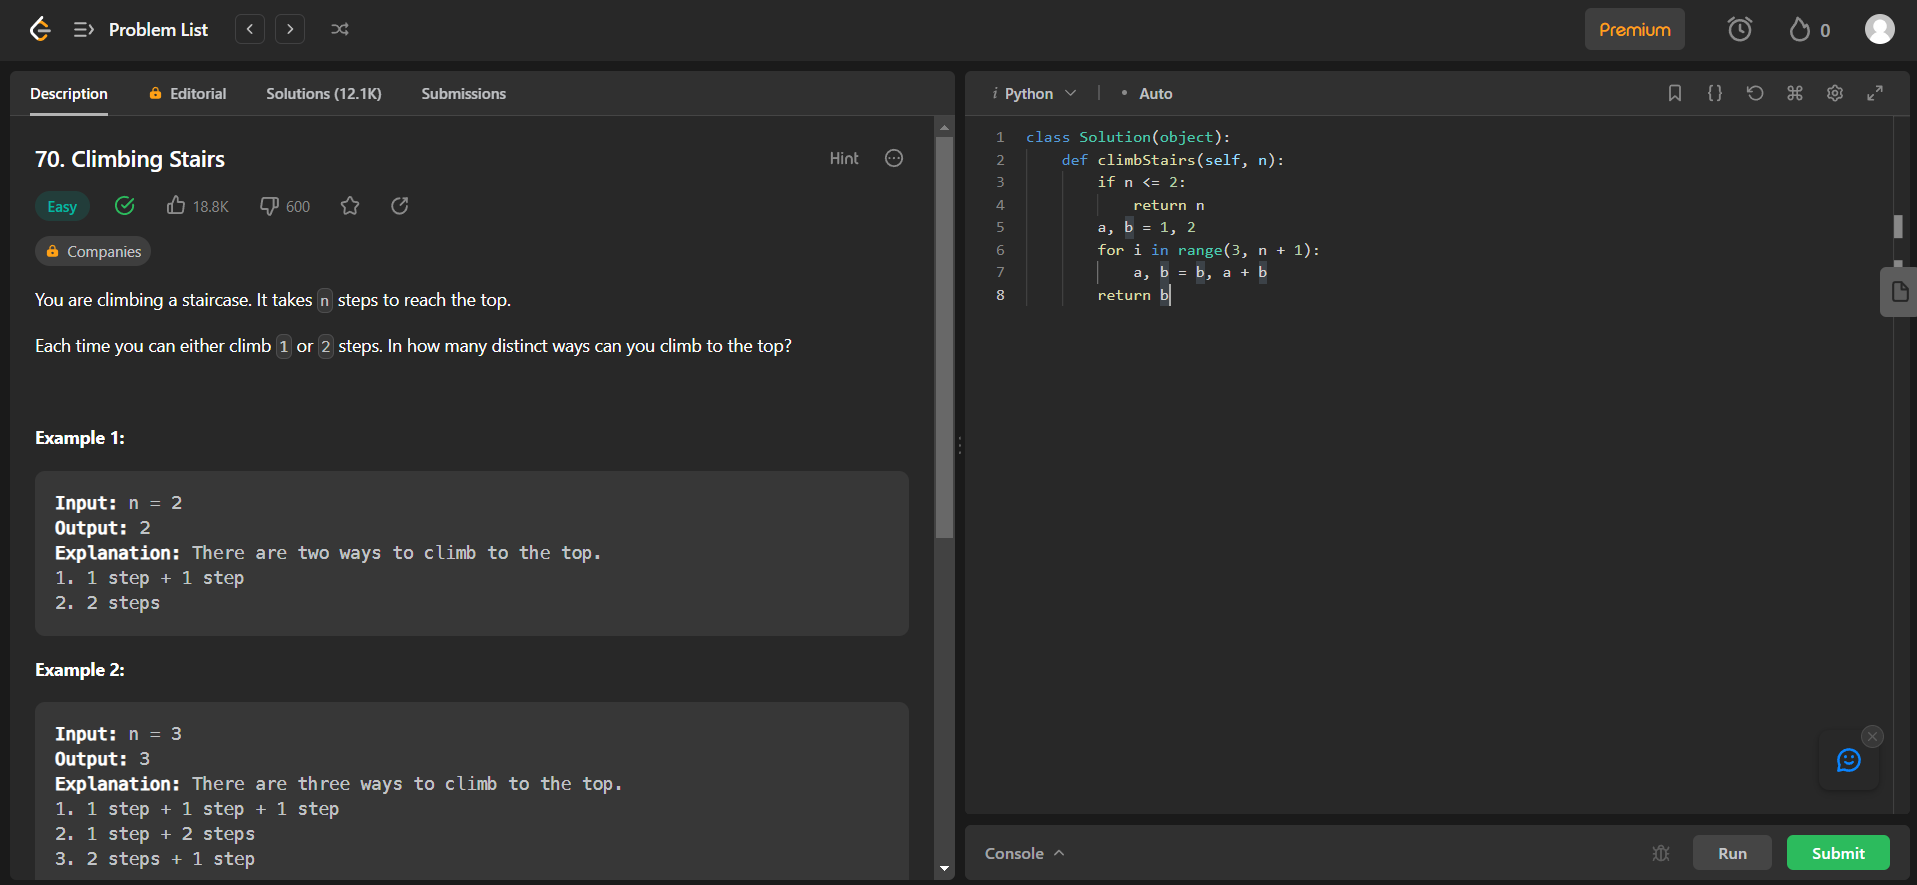 Problem List
Premium
0
Description
Editorial
Solutions (12.1K)
Submissions
70. Climbing Stairs
Hint
Easy
18.8K
600
Companies
You are climbing a staircase. It takes n steps to reach the top.
Each time you can either climb 1 or 2 steps. In how many distinct ways can you climb to the top?
Example 1:
Input: n = 2
Output: 2
Explanation: There are two ways to climb to the top.
1. 1 step + 1 step
2. 2 steps
Example 2:
Input: n = 3
Output: 3
Explanation: There are three ways to climb to the top.
1. 1 step + 1 step + 1 step
2. 1 step + 2 steps
3. 2 steps + 1 step
i Python
• Auto
{}
1 class Solution(object):
2 def climbStairs(self, n):
3 if n <= 2:
4 return n
5 a, b = 1, 2
6 for i in range(3, n + 1):
7 a, b = b, a + b
8 return b
Console
Run
Submit